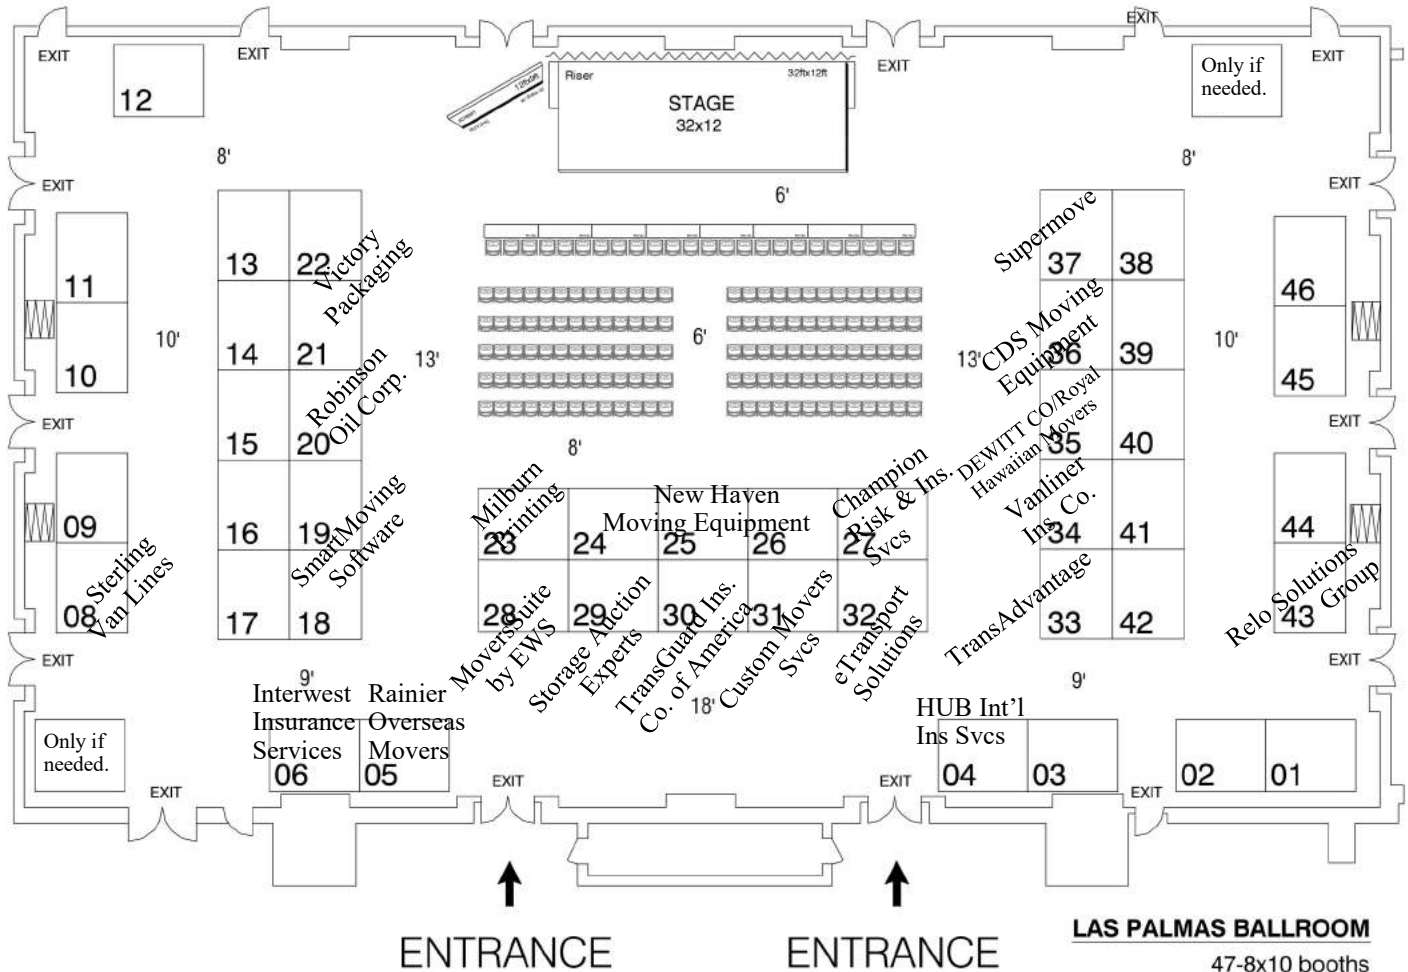 EXIT
EXIT
EXIT
EXIT
EXIT
EXIT
12
Riser
32ftx12ft
STAGE
32x12
Only if
needed.
8'
8'
EXIT
EXIT
6'
13
22
Victory
Packaging
Supermove
37
38
11
46
10
10'
14
21
13'
6'
13'
CDS Moving
Equipment
36
39
10'
45
EXIT
EXIT
Robinson
Oil Corp.
15
20
8'
DEWITT CO/Royal
Hawaiian Movers
35
40
09
16
19
SmartMoving
Software
Milburn
Printing
23
24
New Haven
Moving Equipment
25
26
Champion
Risk & Ins.
Svcs
27
Vanliner
Ins. Co.
34
41
44
Sterling
Van Lines
08
17
18
28
MoversSuite
by EWS
29
Storage Auction
Experts
30
TransGuard Ins.
Co. of America
31
Custom Movers
Svcs
32
eTransport
Solutions
TransAdvantage
33
42
Relo Solutions
Group
43
EXIT
EXIT
9'
18'
9'
Interwest
Insurance
Services
06
Rainier
Overseas
Movers
05
HUB Int'l
Ins Svcs
04
03
02
01
Only if
needed.
EXIT
EXIT
EXIT
EXIT
ENTRANCE
ENTRANCE
LAS PALMAS BALLROOM
47-8x10 booths